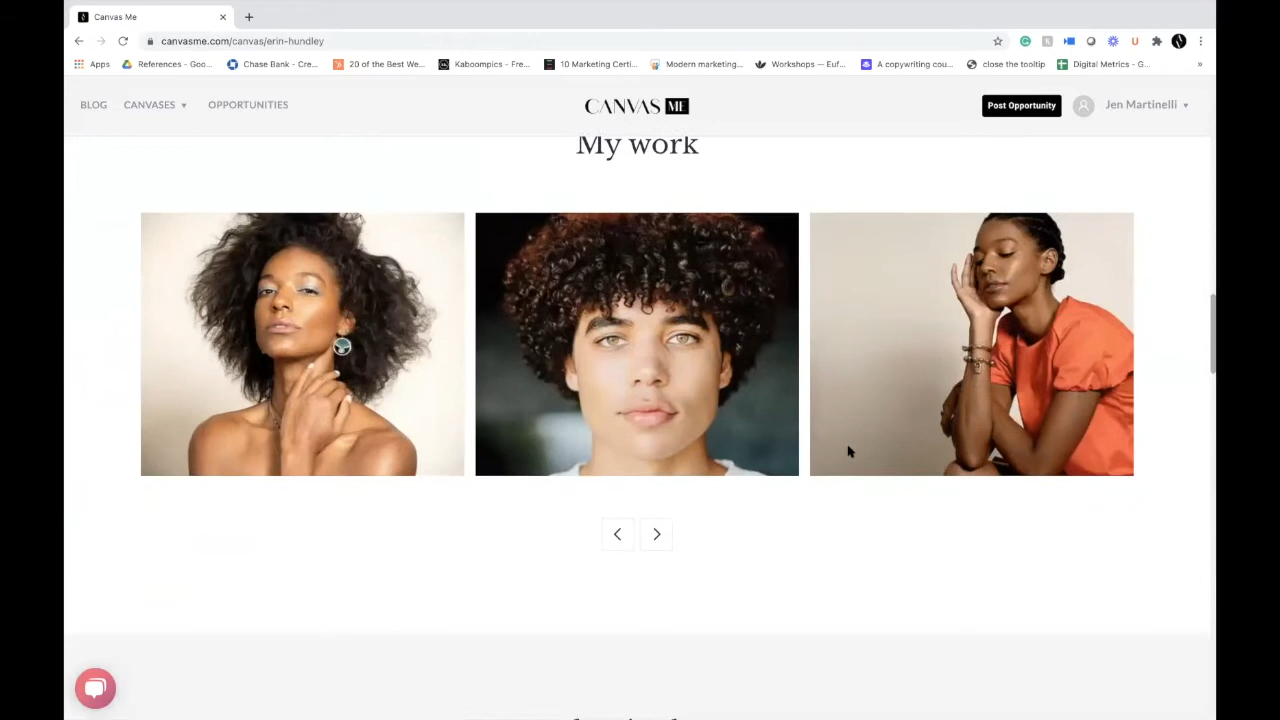 Canvas Me
canvasme.com/canvas/erin-hundley
Apps References - Goo... Chase Bank - Cre... 20 of the Best We... Kaboompics - Fre... 10 Marketing Certi... Modern marketing... Workshops — Euf... A copywriting cou... close the tooltip Digital Metrics - G... »
BLOG CANVASES OPPORTUNITIES CANVAS ME Post Opportunity Jen Martinelli
My work